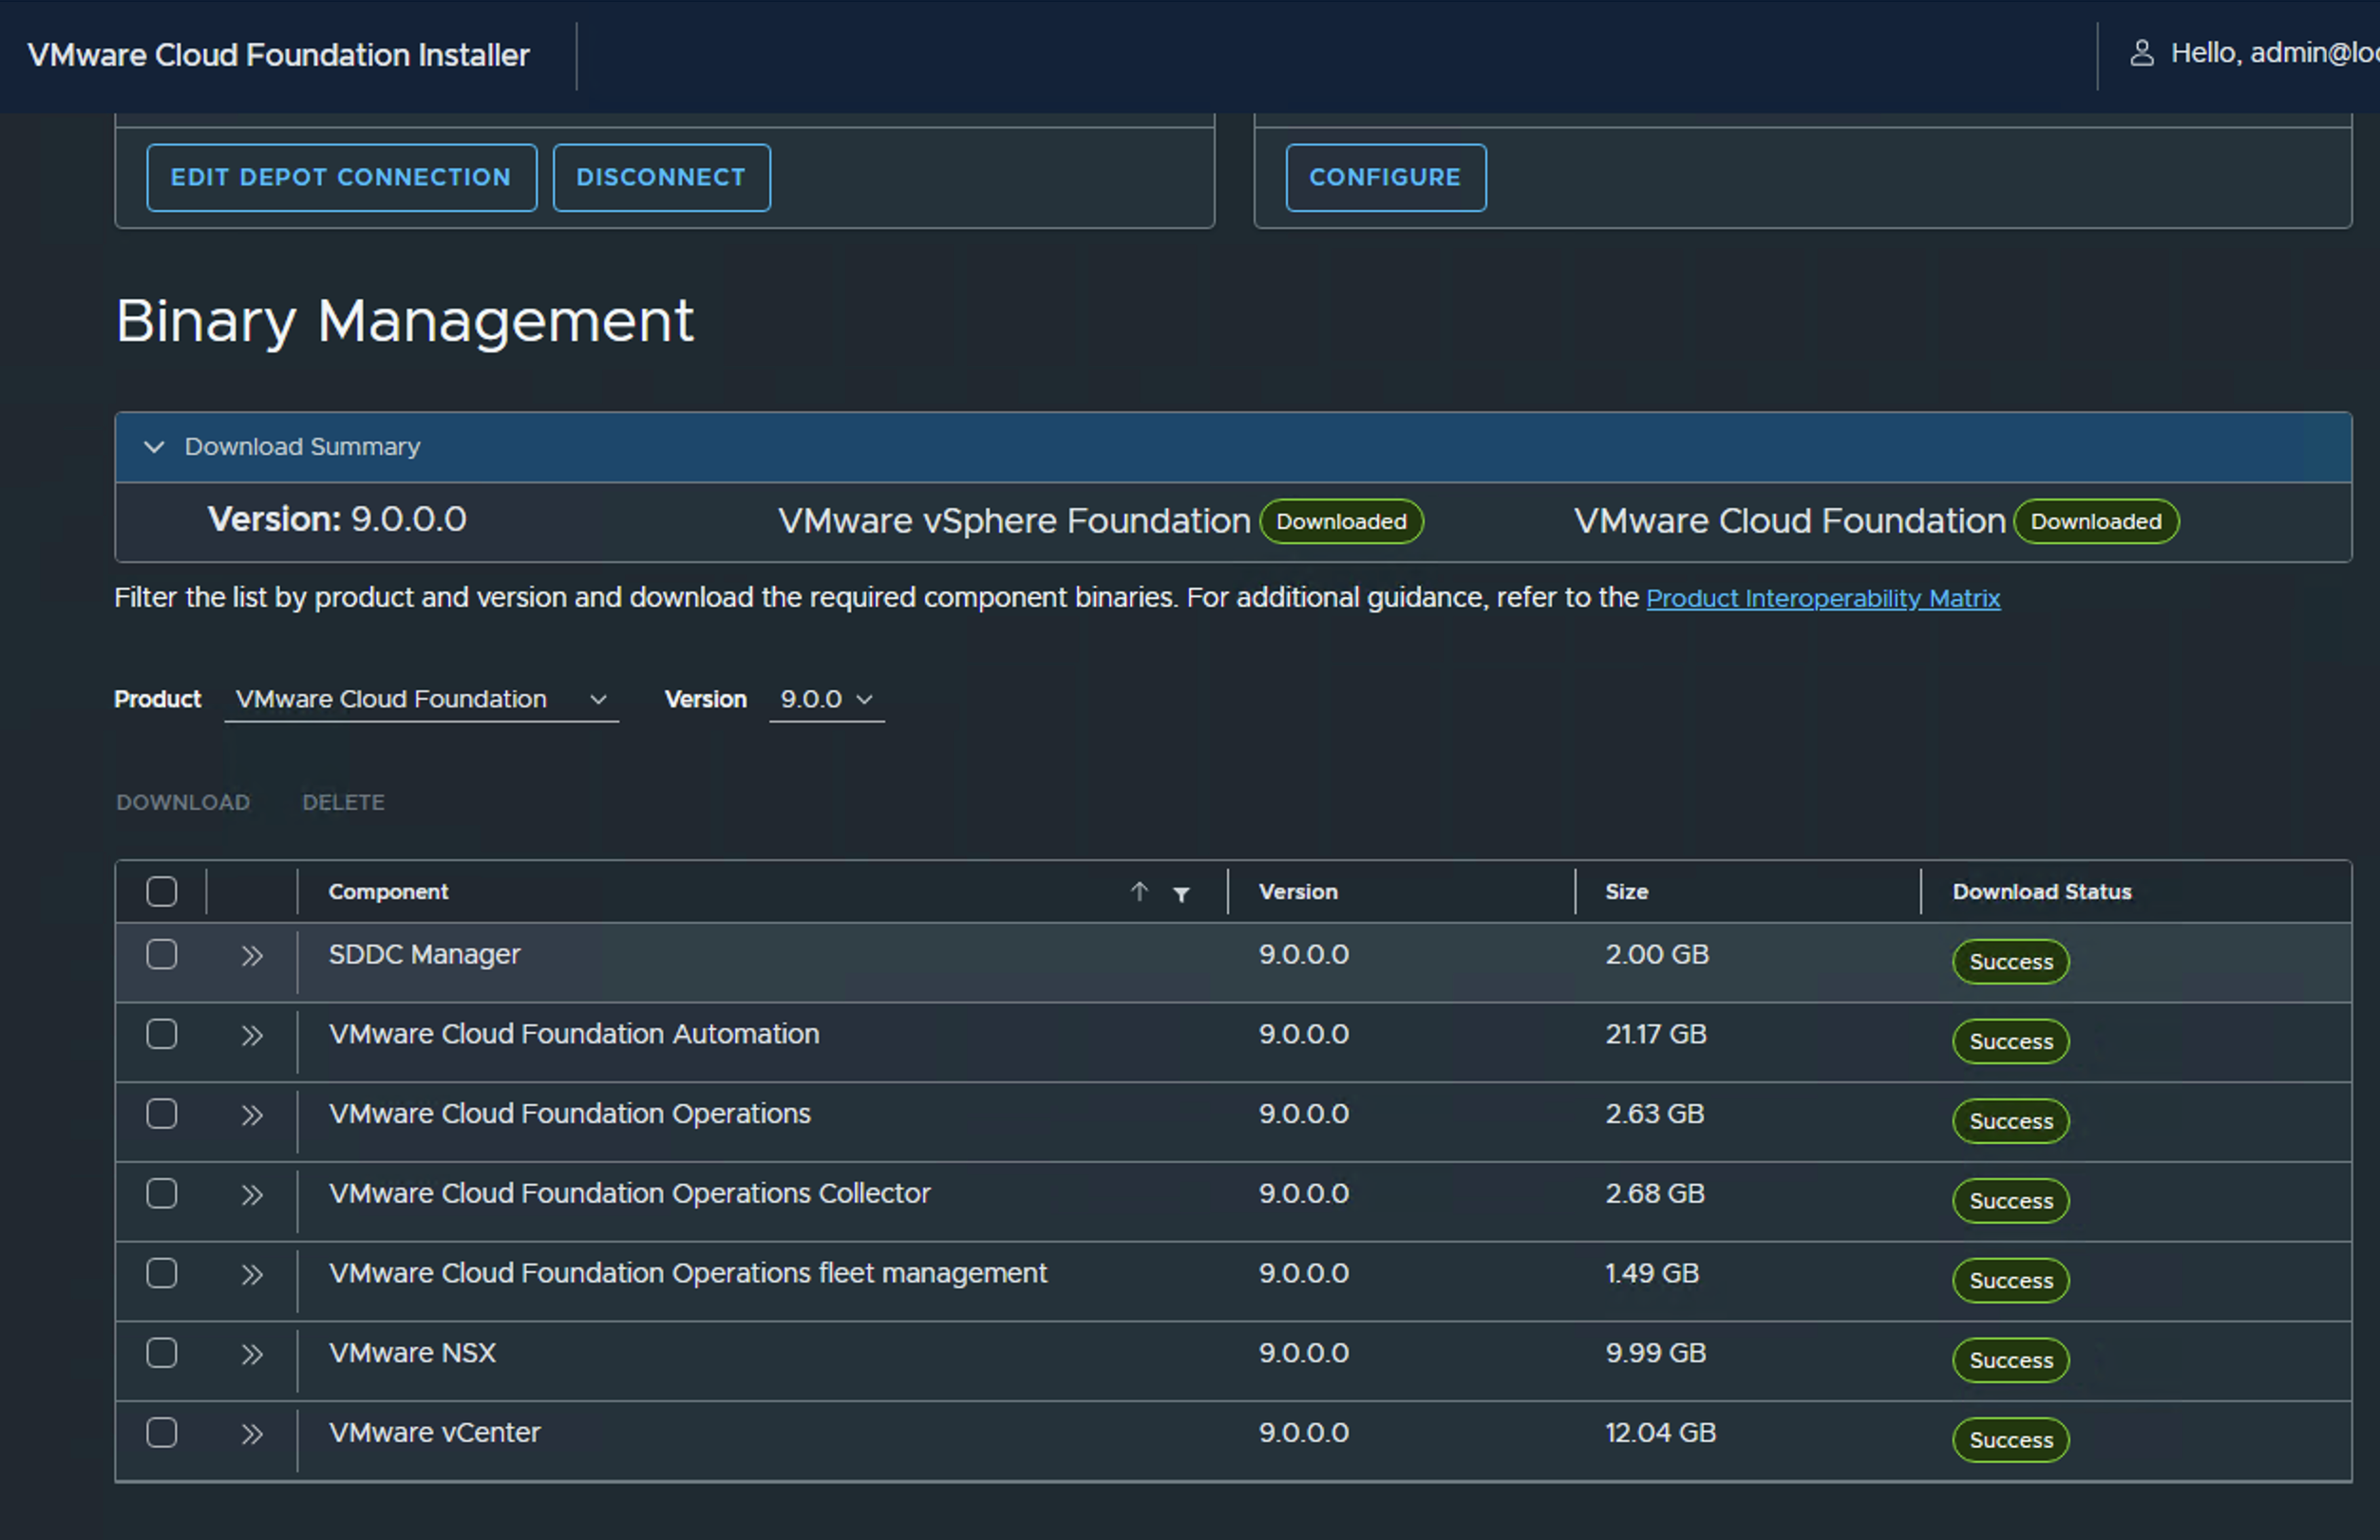 VMware Cloud Foundation Installer
Hello, admin@loc
EDIT DEPOT CONNECTION DISCONNECT CONFIGURE
Binary Management
Download Summary
Version: 9.0.0.0 VMware vSphere Foundation Downloaded VMware Cloud Foundation Downloaded
Filter the list by product and version and download the required component binaries. For additional guidance, refer to the Product Interoperability Matrix
Product VMware Cloud Foundation Version 9.0.0
DOWNLOAD DELETE
Component Version Size Download Status
SDDC Manager 9.0.0.0 2.00 GB Success
VMware Cloud Foundation Automation 9.0.0.0 21.17 GB Success
VMware Cloud Foundation Operations 9.0.0.0 2.63 GB Success
VMware Cloud Foundation Operations Collector 9.0.0.0 2.68 GB Success
VMware Cloud Foundation Operations fleet management 9.0.0.0 1.49 GB Success
VMware NSX 9.0.0.0 9.99 GB Success
VMware vCenter 9.0.0.0 12.04 GB Success